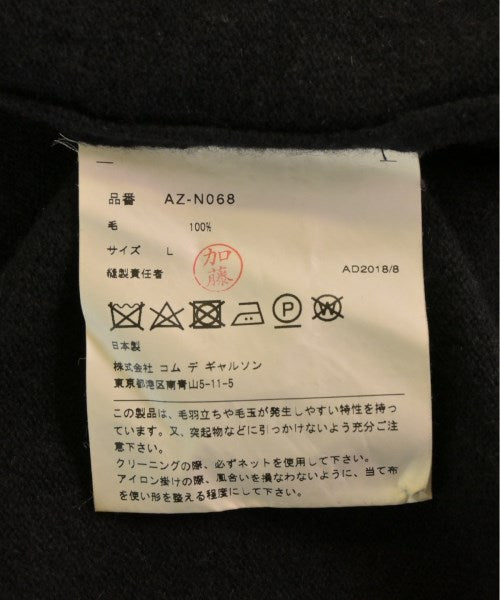 品番 AZ-N068
毛 100%
サイズ L
縫製責任者 加藤 AD2018/8
P W
日本製
株式会社 コム デ ギャルソン
東京都港区南青山5-11-5
この製品は、毛羽立ちや毛玉が発生しやすい特性を持っ
ています。又、突起物などに引っかけないよう充分ご注
意下さい。
クリーニングの際、必ずネットを使用して下さい。
アイロン掛けの際、風合いを損なわないように、当て布
を使い形を整える程度にして下さい。